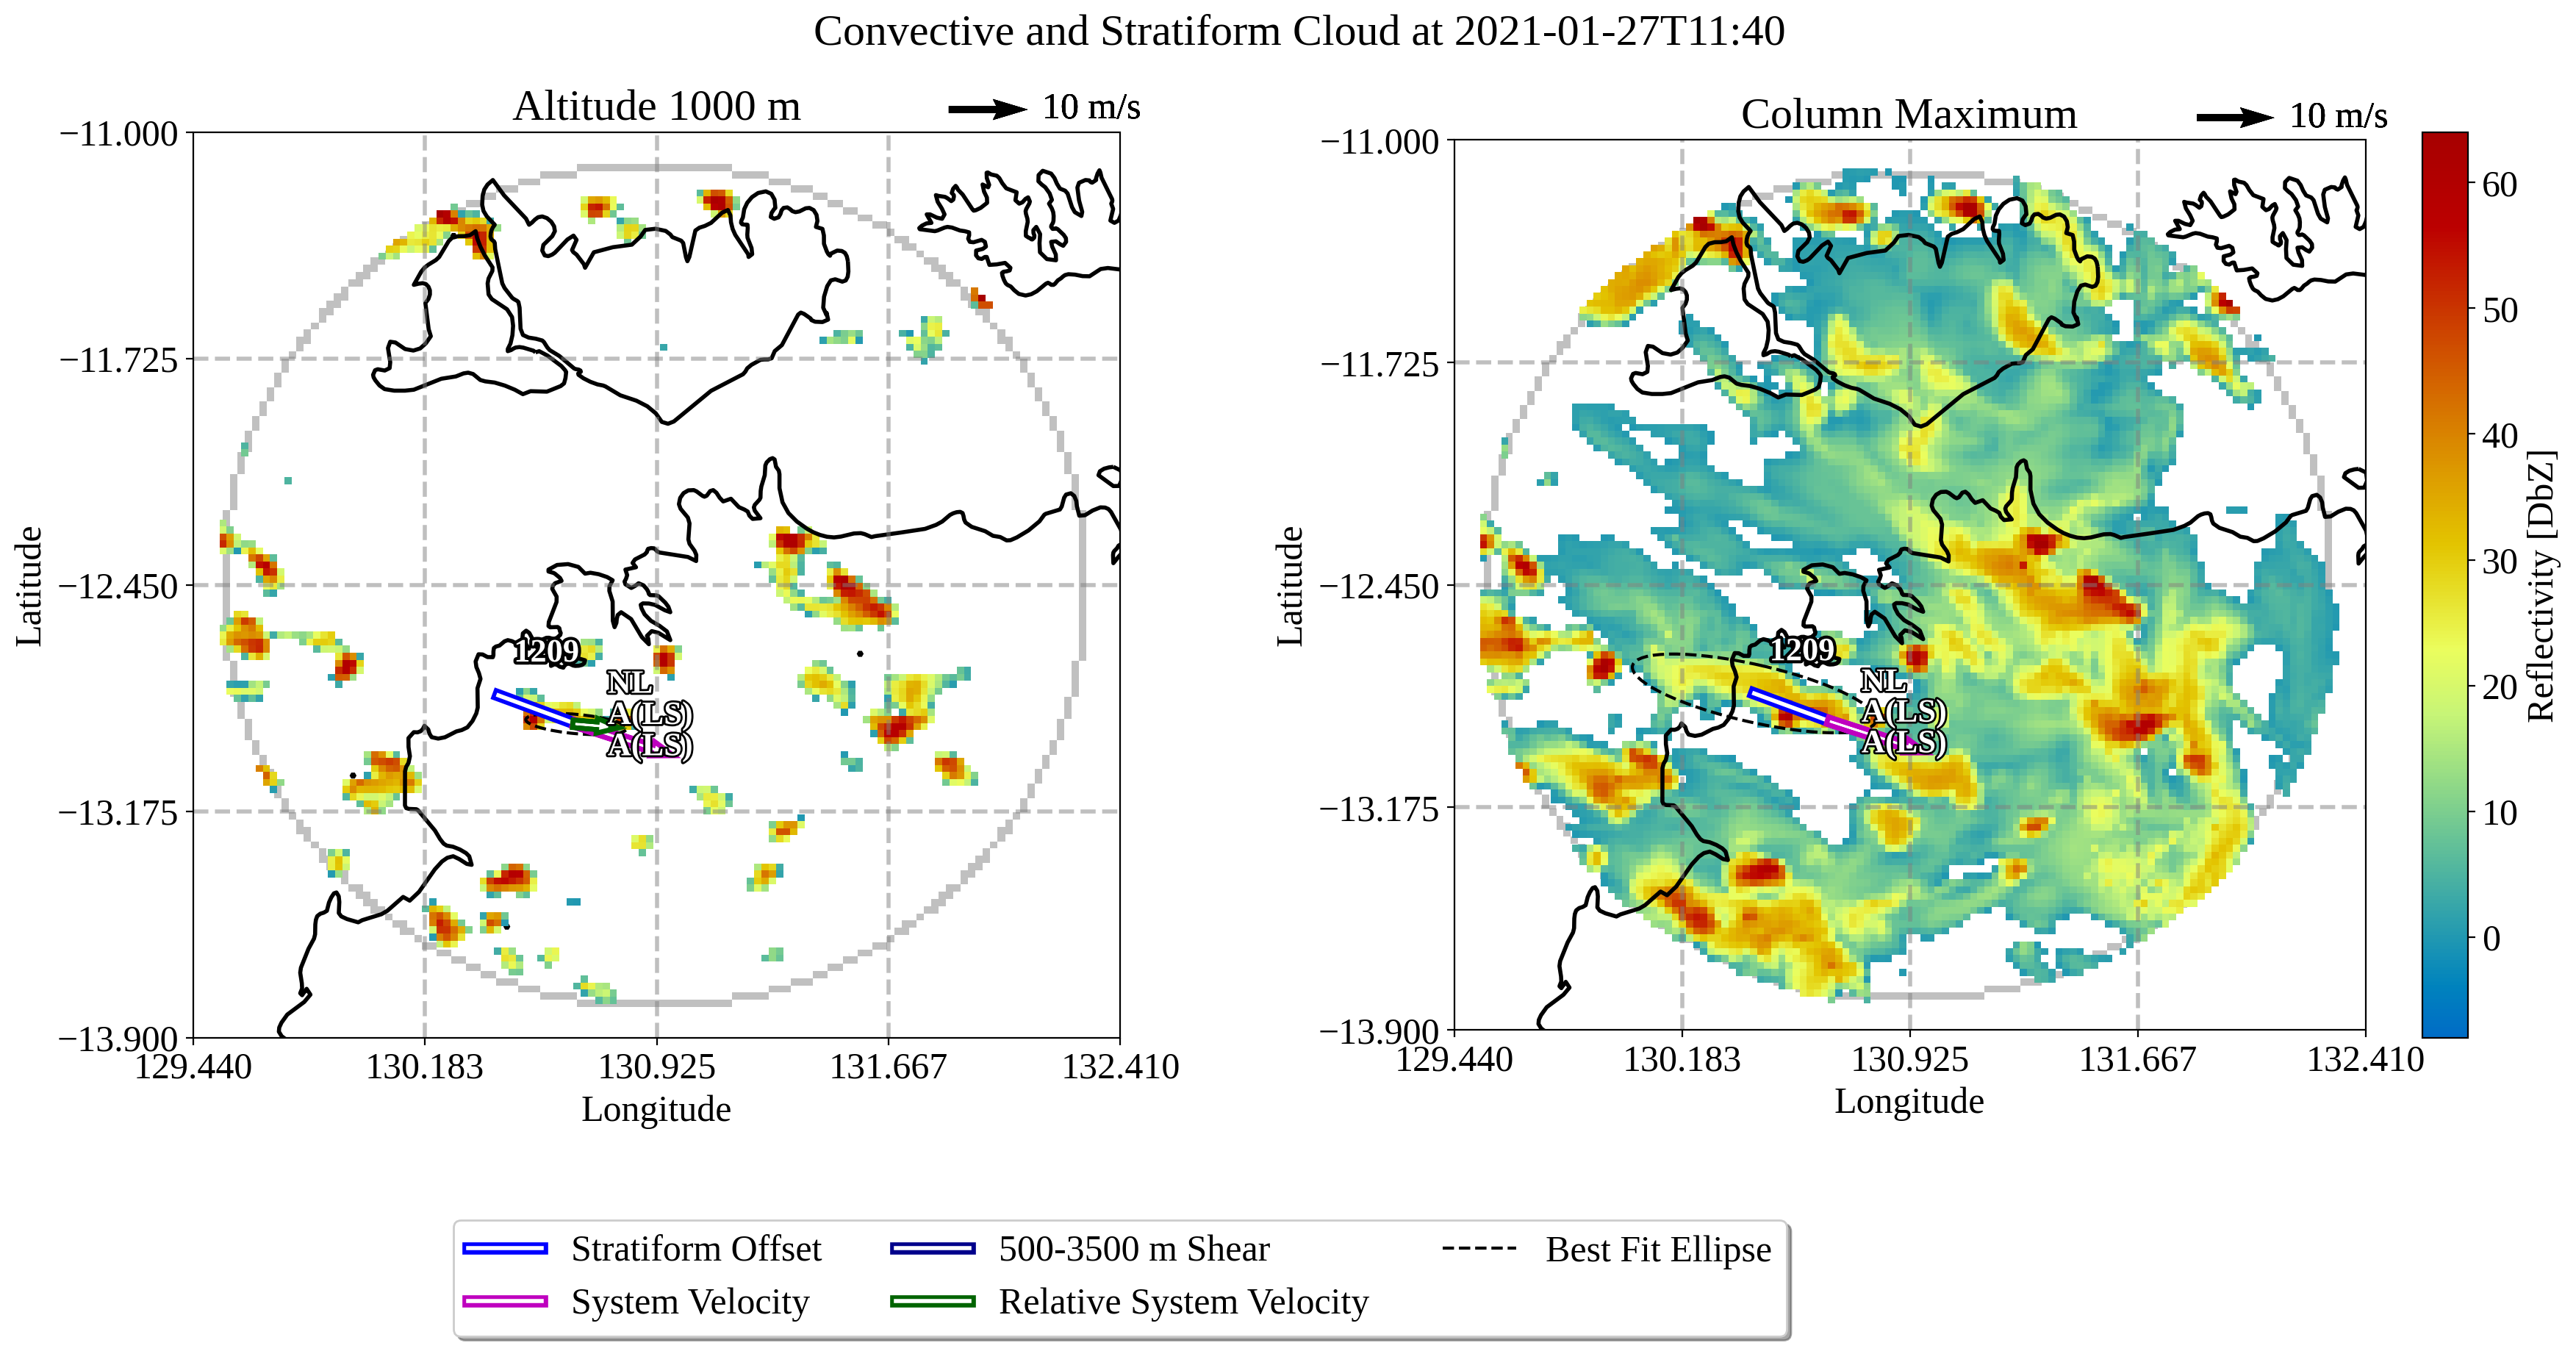 Convective and Stratiform Cloud at 2021-01-27T11:40
Altitude 1000 m
10 m/s
−11.000
−11.725
−12.450
−13.175
−13.900
Latitude
129.440
130.183
130.925
131.667
132.410
Longitude
1209
NL
A(LS)
A(LS)
Column Maximum
10 m/s
−11.000
−11.725
−12.450
−13.175
−13.900
Latitude
129.440
130.183
130.925
131.667
132.410
Longitude
1209
NL
A(LS)
A(LS)
60
50
40
30
20
10
0
Reflectivity [DbZ]
Stratiform Offset
System Velocity
500-3500 m Shear
Relative System Velocity
Best Fit Ellipse